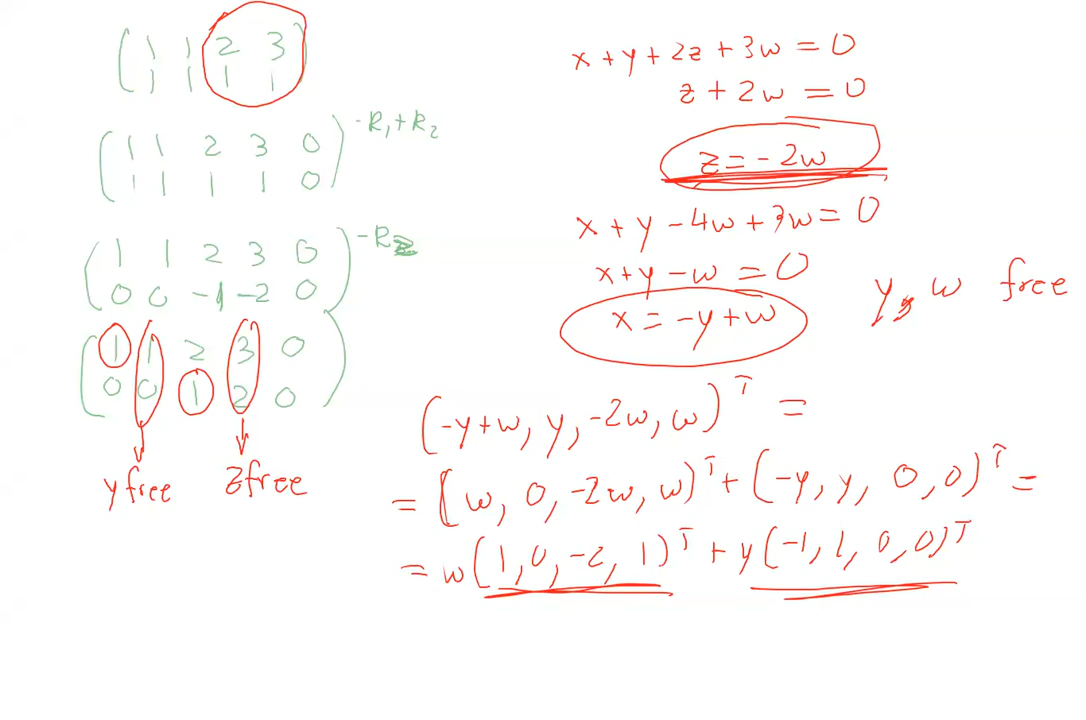 ( 1 1 2 3
1 1 1 1
( 1 1 2 3 0 ) -R₁+R₂
1 1 1 1 0
( 1 1 2 3 0 ) -R₂
0 0 -1 -2 0
( 1 1 2 3 0 )
0 0 1 2 0
y free z free
x + y + 2z + 3w = 0
z + 2w = 0
z = -2w
x + y - 4w + 3w = 0
x + y - w = 0
x = -y + w
y, w free
(-y+w, y, -2w, w)ᵀ =
= (w, 0, -2w, w)ᵀ + (-y, y, 0, 0)ᵀ =
= w(1, 0, -2, 1)ᵀ + y(-1, 1, 0, 0)ᵀ